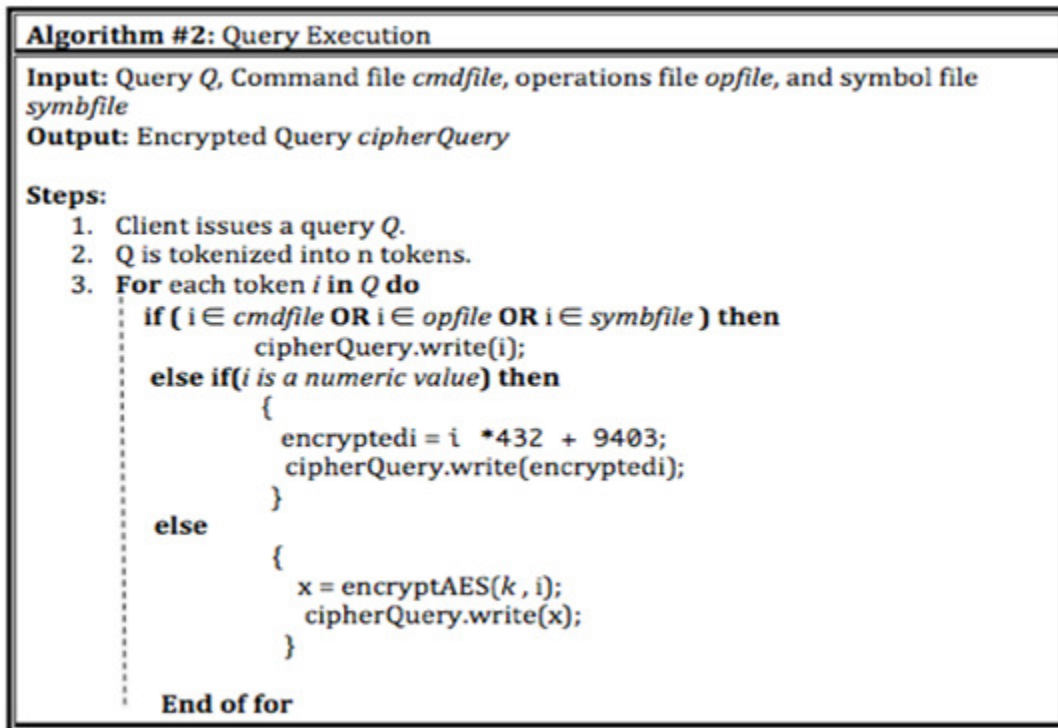 Algorithm #2: Query Execution
Input: Query Q, Command file cmdfile, operations file opfile, and symbol file
symbfile
Output: Encrypted Query cipherQuery
Steps:
1. Client issues a query Q.
2. Q is tokenized into n tokens.
3. For each token i in Q do
if ( i ∈ cmdfile OR i ∈ opfile OR i ∈ symbfile ) then
cipherQuery.write(i);
else if(i is a numeric value) then
{
encryptedi = i *432 + 9403;
cipherQuery.write(encryptedi);
}
else
{
x = encryptAES(k , i);
cipherQuery.write(x);
}
End of for